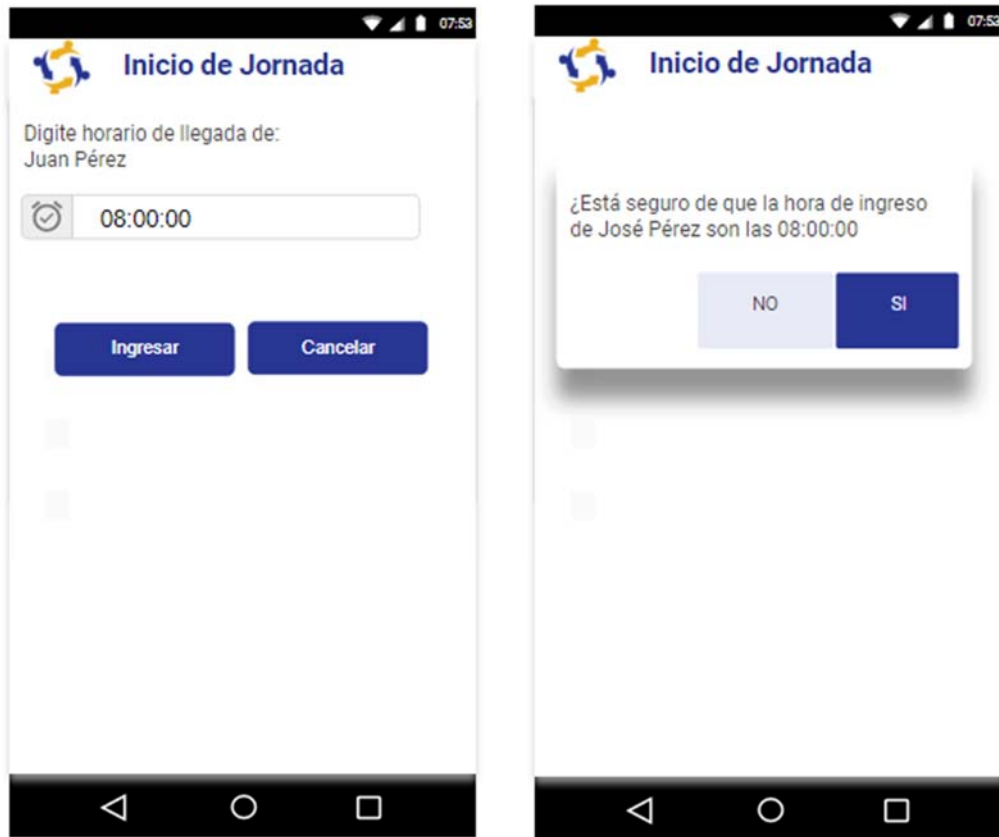 07:53
Inicio de Jornada
Digite horario de llegada de:
Juan Pérez
08:00:00
Ingresar
Cancelar
07:53
Inicio de Jornada
¿Está seguro de que la hora de ingreso
de José Pérez son las 08:00:00
NO
SI